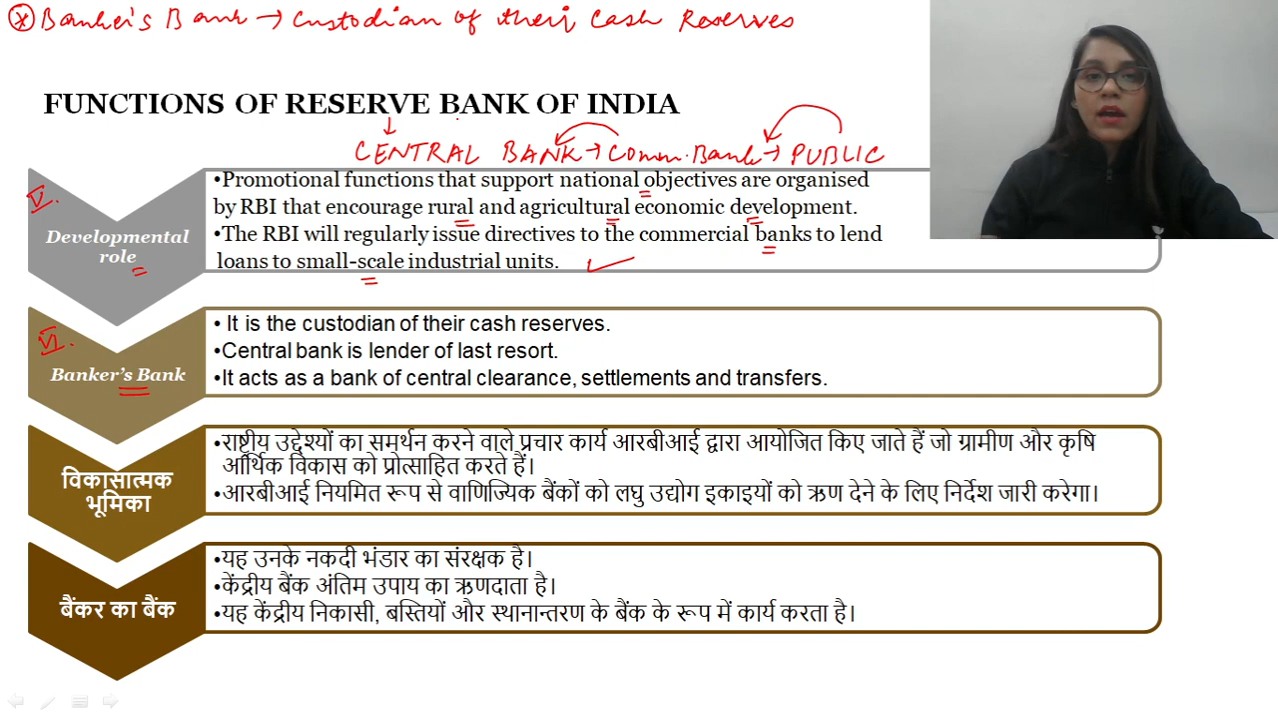 Banker's Bank → Custodian of their Cash Reserves
FUNCTIONS OF RESERVE BANK OF INDIA
CENTRAL BANK → Comm. Bank → PUBLIC
V.
Developmental
role
•Promotional functions that support national objectives are organised
by RBI that encourage rural and agricultural economic development.
•The RBI will regularly issue directives to the commercial banks to lend
loans to small-scale industrial units.
VI.
Banker's Bank
• It is the custodian of their cash reserves.
•Central bank is lender of last resort.
•It acts as a bank of central clearance, settlements and transfers.
विकासात्मक
भूमिका
•राष्ट्रीय उद्देश्यों का समर्थन करने वाले प्रचार कार्य आरबीआई द्वारा आयोजित किए जाते हैं जो ग्रामीण और कृषि
आर्थिक विकास को प्रोत्साहित करते हैं।
•आरबीआई नियमित रूप से वाणिज्यिक बैंकों को लघु उद्योग इकाइयों को ऋण देने के लिए निर्देश जारी करेगा।
बैंकर का बैंक
•यह उनके नकदी भंडार का संरक्षक है।
•केंद्रीय बैंक अंतिम उपाय का ऋणदाता है।
•यह केंद्रीय निकासी, बस्तियों और स्थानान्तरण के बैंक के रूप में कार्य करता है।